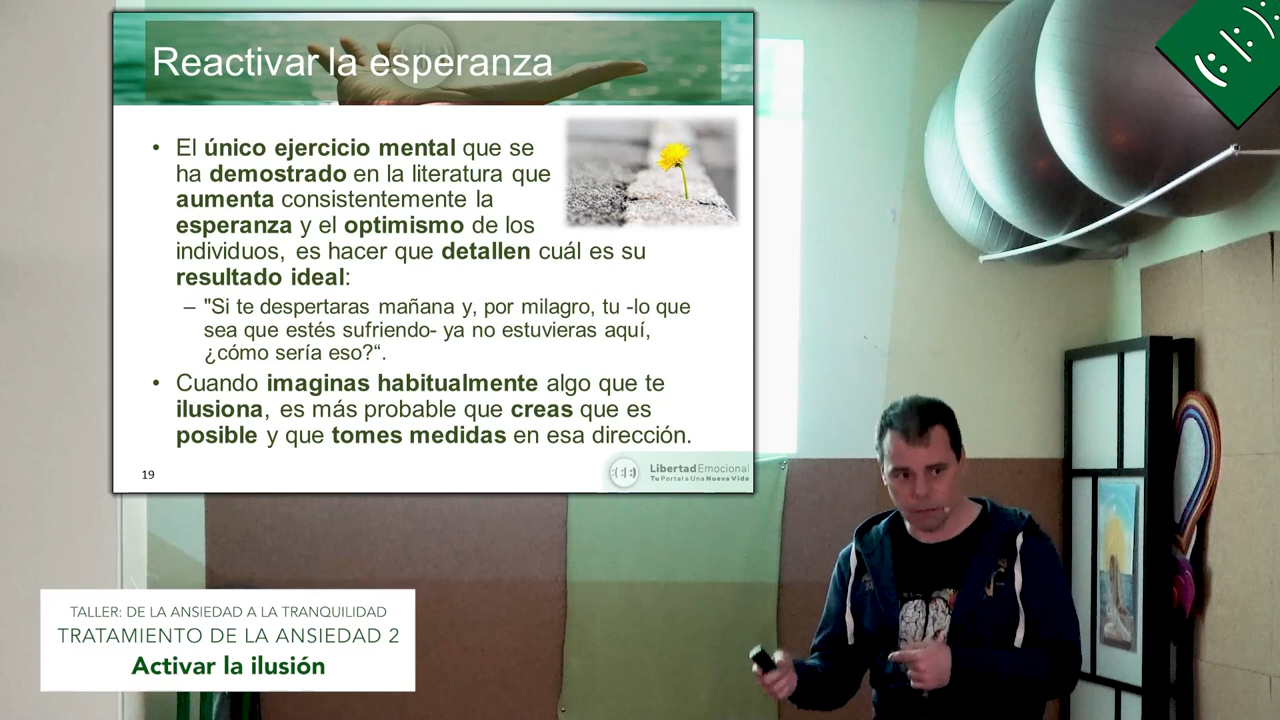 Reactivar la esperanza
• El único ejercicio mental que se
ha demostrado en la literatura que
aumenta consistentemente la
esperanza y el optimismo de los
individuos, es hacer que detallen cuál es su
resultado ideal:
– "Si te despertaras mañana y, por milagro, tu -lo que
sea que estés sufriendo- ya no estuvieras aquí,
¿cómo sería eso?“.
• Cuando imaginas habitualmente algo que te
ilusiona, es más probable que creas que es
posible y que tomes medidas en esa dirección.
19
Libertad Emocional
Tu Portal a Una Nueva Vida
TALLER: DE LA ANSIEDAD A LA TRANQUILIDAD
TRATAMIENTO DE LA ANSIEDAD 2
Activar la ilusión